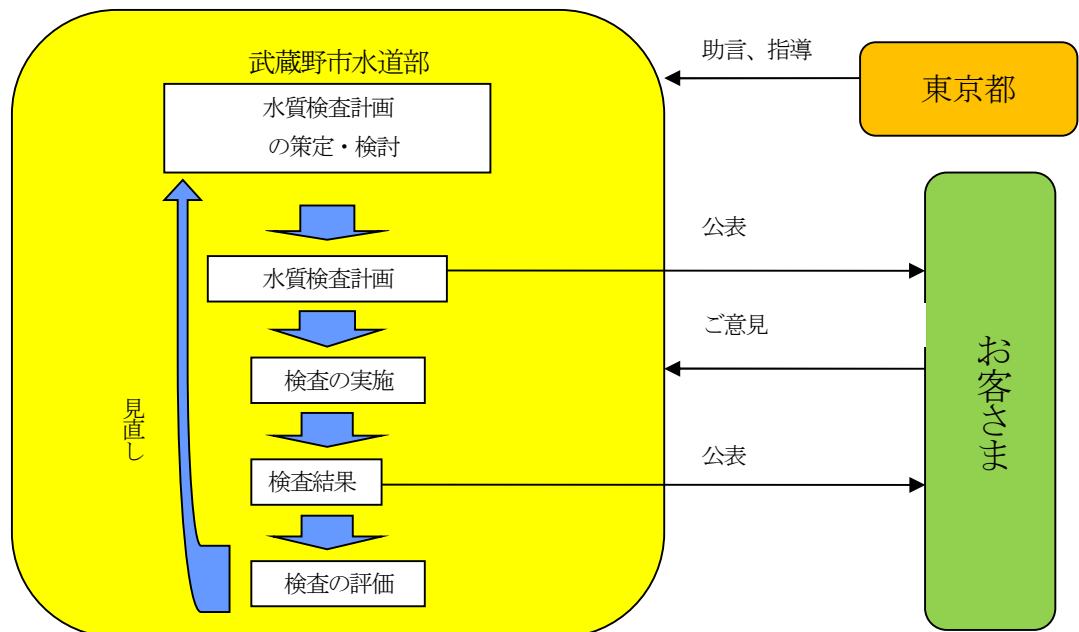 武蔵野市水道部
水質検査計画
の策定・検討
水質検査計画
検査の実施
検査結果
検査の評価
見直し
助言、指導
東京都
公表
ご意見
公表
お客さま